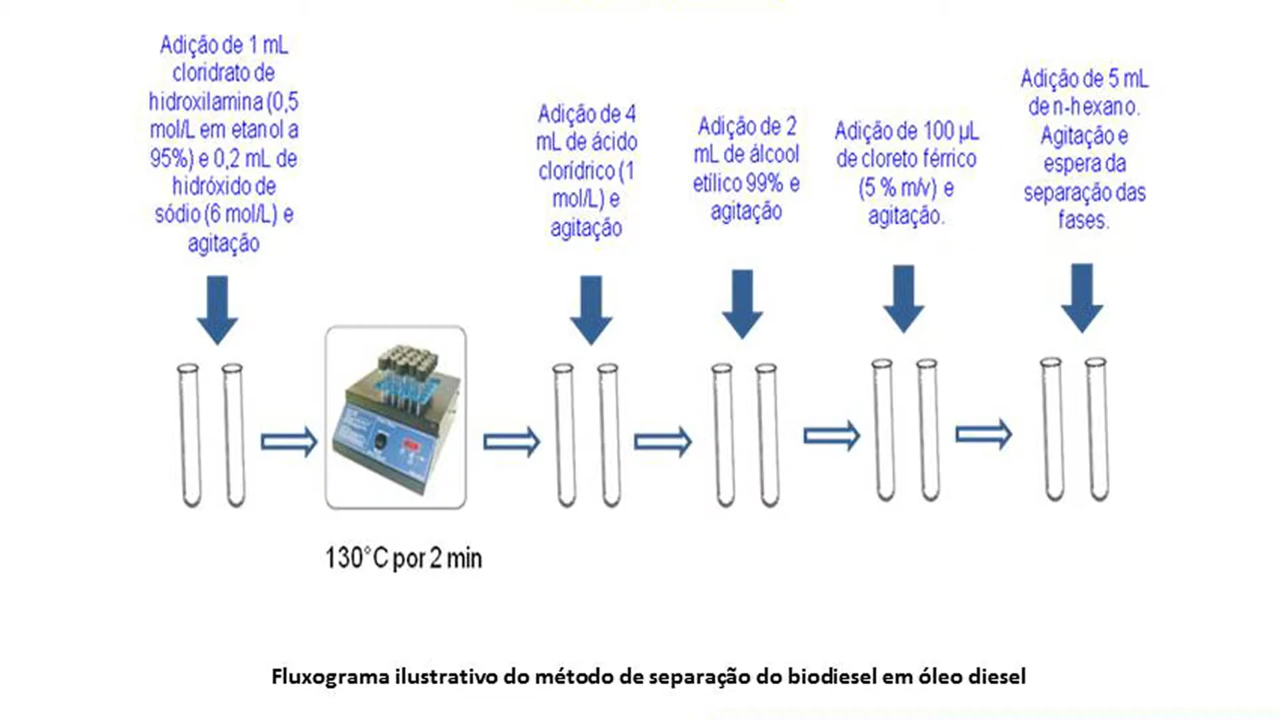 Adição de 1 mL
cloridrato de
hidroxilamina (0,5
mol/L em etanol a
95%) e 0,2 mL de
hidróxido de
sódio (6 mol/L) e
agitação
Adição de 4
mL de ácido
clorídrico (1
mol/L) e
agitação
Adição de 2
mL de álcool
etílico 99% e
agitação
Adição de 100 µL
de cloreto férrico
(5 % m/v) e
agitação.
Adição de 5 mL
de n-hexano.
Agitação e
espera da
separação das
fases.
130°C por 2 min
Fluxograma ilustrativo do método de separação do biodiesel em óleo diesel